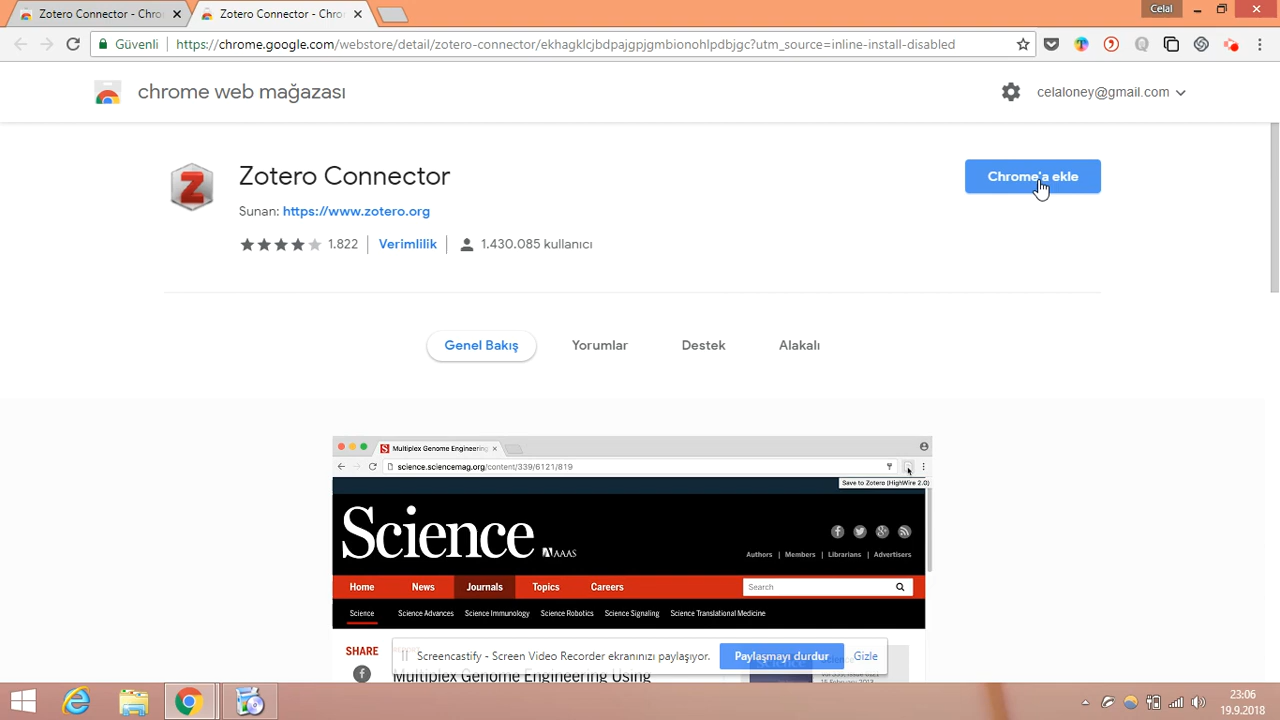 Zotero Connector - Chro
Zotero Connector - Chro
Celal
Güvenli
https://chrome.google.com/webstore/detail/zotero-connector/ekhagklcjbdpajgpjgmbionohlpdbjgc?utm_source=inline-install-disabled
chrome web mağazası
celaloney@gmail.com
Z
Zotero Connector
Chrome'a ekle
Sunan: https://www.zotero.org
1.822
Verimlilik
1.430.085 kullanıcı
Genel Bakış
Yorumlar
Destek
Alakalı
Multiplex Genome Engineering
science.sciencemag.org/content/339/6121/819
Save to Zotero (HighWire 2.0)
Science
AAAS
Authors | Members | Librarians | Advertisers
Home
News
Journals
Topics
Careers
Search
Science
Science Advances
Science Immunology
Science Robotics
Science Signaling
Science Translational Medicine
SHARE
Screencastify - Screen Video Recorder ekranınızı paylaşıyor.
Paylaşmayı durdur
Gizle
Multiplex Genome Engineering Using
23:06
19.9.2018